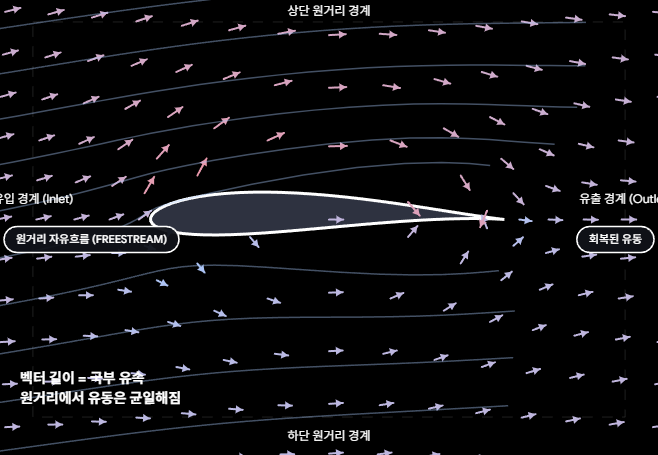 상단 원거리 경계
유입 경계 (Inlet)
유출 경계 (Outle
원거리 자유흐름 (FREESTREAM)
회복된 유동
벡터 길이 = 국부 유속
원거리에서 유동은 균일해짐
하단 원거리 경계